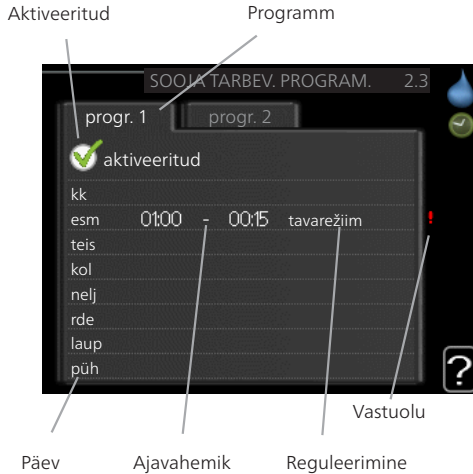 Aktiveeritud Programm
SOOJA TARBEV. PROGRAM. 2.3
progr. 1 progr. 2
aktiveeritud
kk
esm 01:00 - 00:15 tavarežiim !
teis
kol
nelj
rde
laup
püh
?
Vastuolu
Päev Ajavahemik Reguleerimine